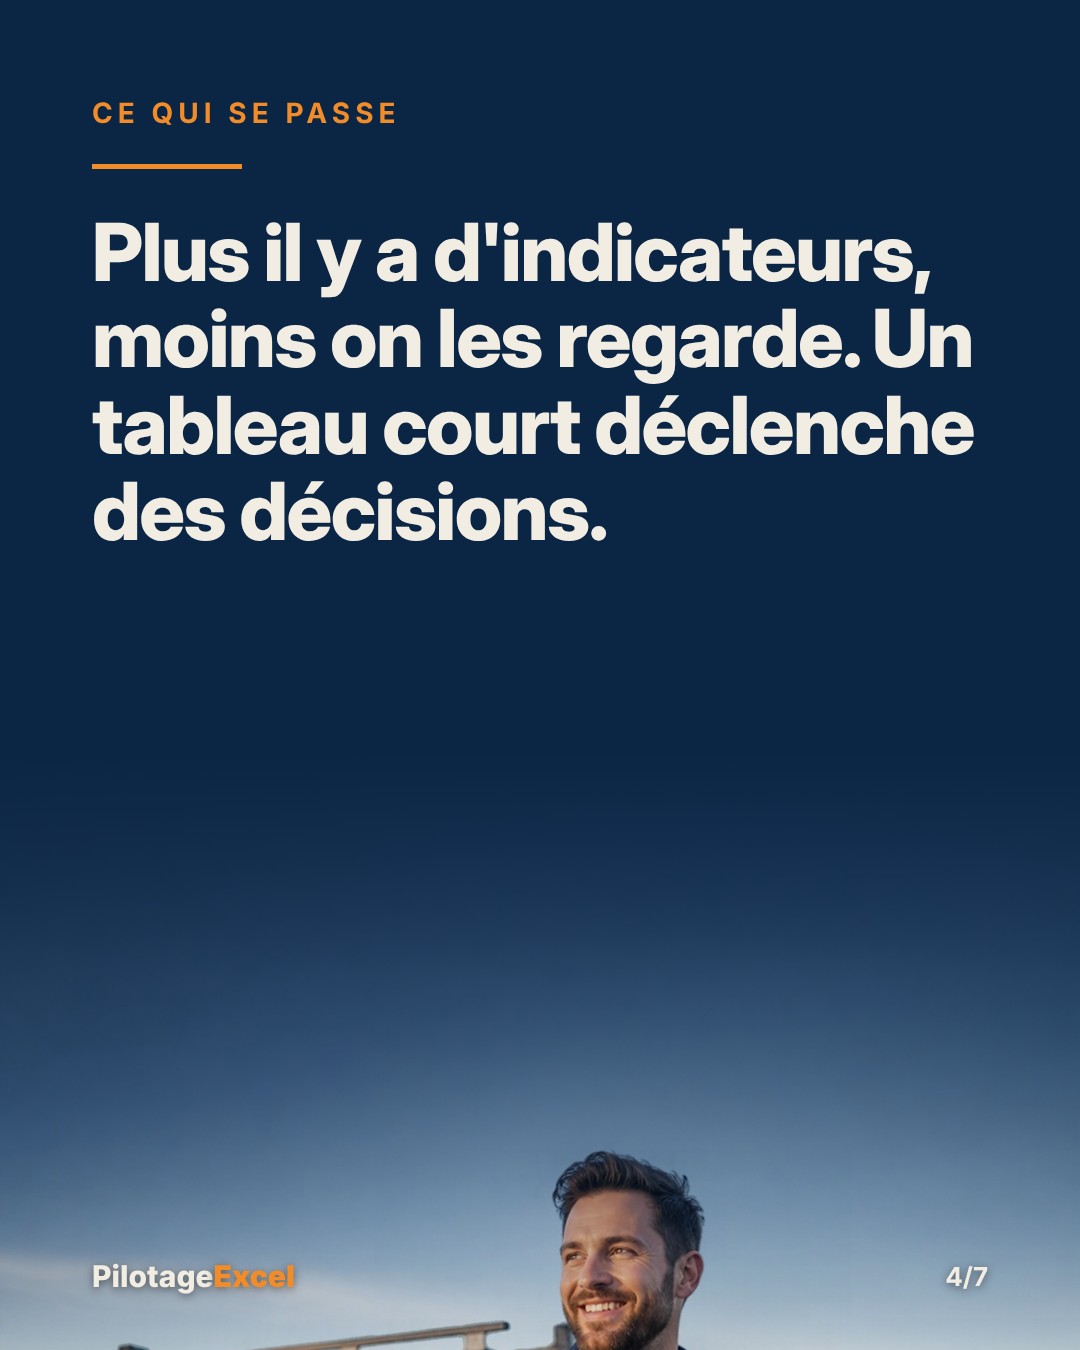 CE QUI SE PASSE
Plus il y a d'indicateurs,
moins on les regarde. Un
tableau court déclenche
des décisions.
PilotageExcel
4/7